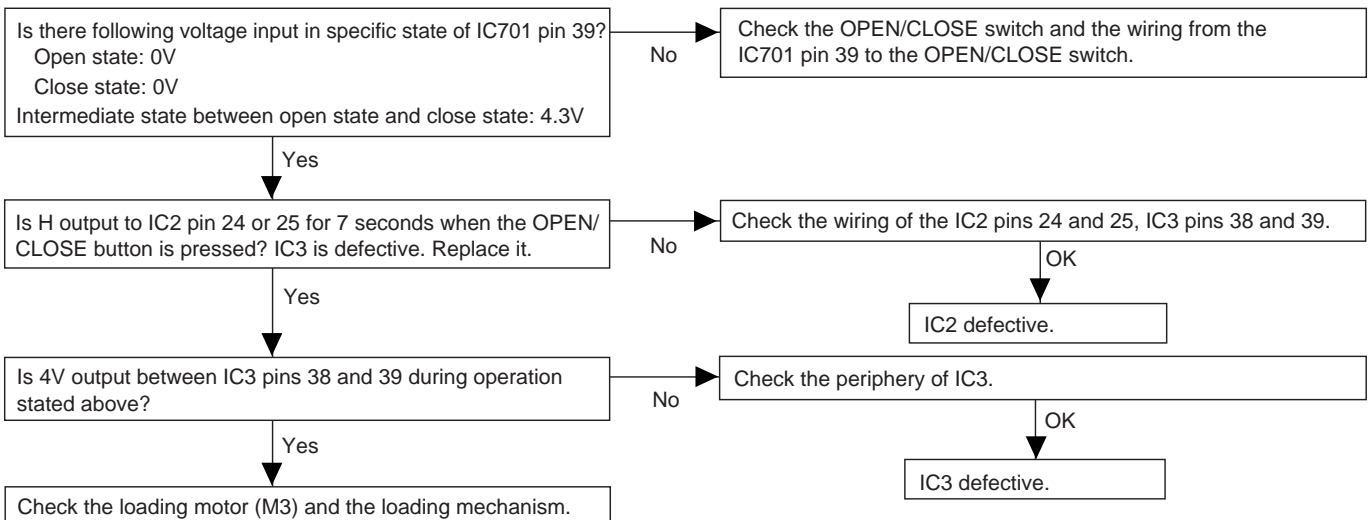 Is there following voltage input in specific state of IC701 pin 39?
Open state: 0V
Close state: 0V
Intermediate state between open state and close state: 4.3V
No
Check the OPEN/CLOSE switch and the wiring from the
IC701 pin 39 to the OPEN/CLOSE switch.
Yes
Is H output to IC2 pin 24 or 25 for 7 seconds when the OPEN/
CLOSE button is pressed? IC3 is defective. Replace it.
No
Check the wiring of the IC2 pins 24 and 25, IC3 pins 38 and 39.
OK
IC2 defective.
Yes
Is 4V output between IC3 pins 38 and 39 during operation
stated above?
No
Check the periphery of IC3.
OK
IC3 defective.
Yes
Check the loading motor (M3) and the loading mechanism.